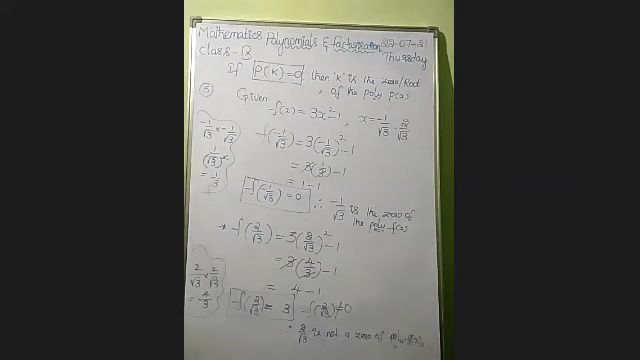 Mathematics Polynomials & factorisation 22-07-21
Class-IX Thursday
If P(K)=0 then 'K' is the zero/Root
of the poly p(x)
③ Given
f(x) = 3x²-1 , x = -1/√3, 2/√3
-1/√3 × -1/√3
f(-1/√3) = 3(-1/√3)²-1
(1/√3)²
= 3(1/3)-1
= 1/3
= 1-1
f(-1/√3) = 0 ∴ -1/√3 is the zero of
the poly f(x)
* f(2/√3) = 3(2/√3)²-1
= 3(4/3)-1
2/√3 × 2/√3
= 4-1
= 4/3
f(2/√3) = 3 f(2/√3)≠0
∴ 2/√3 is not a zero of poly f(x)